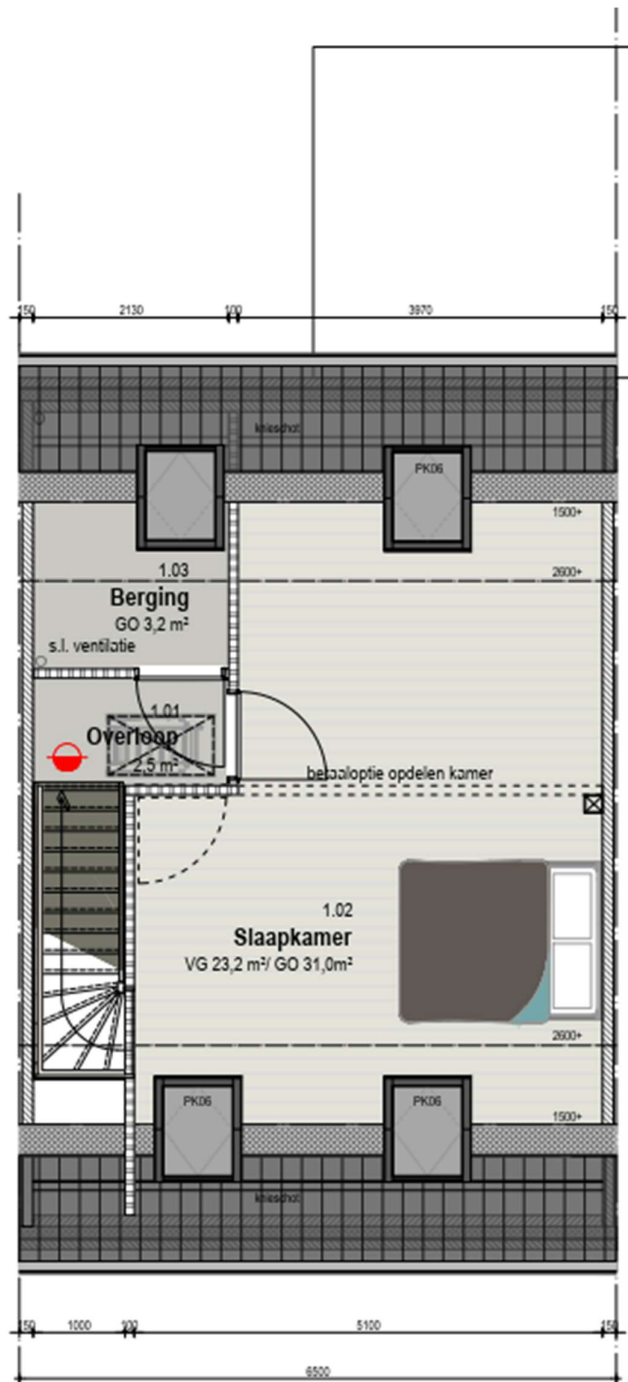 150 2130 100 3970 150
knieschot
PK06
1500+
2600+
1.03
Berging
GO 3,2 m²
s.l. ventilatie
1.01
Overloop
2,5 m²
betaaloptie opdelen kamer
1.02
Slaapkamer
VG 23,2 m²/ GO 31,0m²
2600+
PK06 PK06
1500+
knieschot
150 1000 100 5100 150
6500